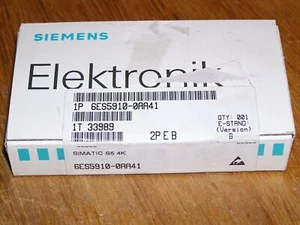 SIEMENS
Elektronik
1P 6ES5910-0AA41
1T 33989
QTY: 001
E-STAND:
(Version)
2PEB
B
SIMATIC S5 4K
6ES5910-0AA41